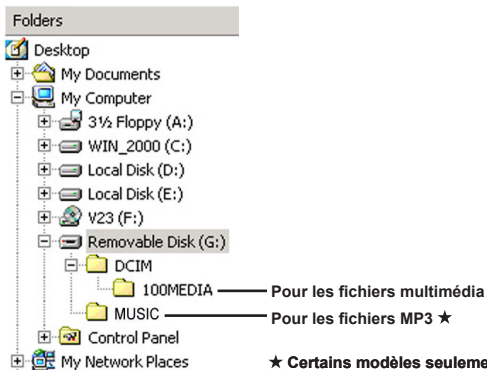 Folders
Desktop
My Documents
My Computer
3½ Floppy (A:)
WIN_2000 (C:)
Local Disk (D:)
Local Disk (E:)
V23 (F:)
Removable Disk (G:)
DCIM
100MEDIA Pour les fichiers multimédia
MUSIC Pour les fichiers MP3 ★
Control Panel
My Network Places ★ Certains modèles seuleme